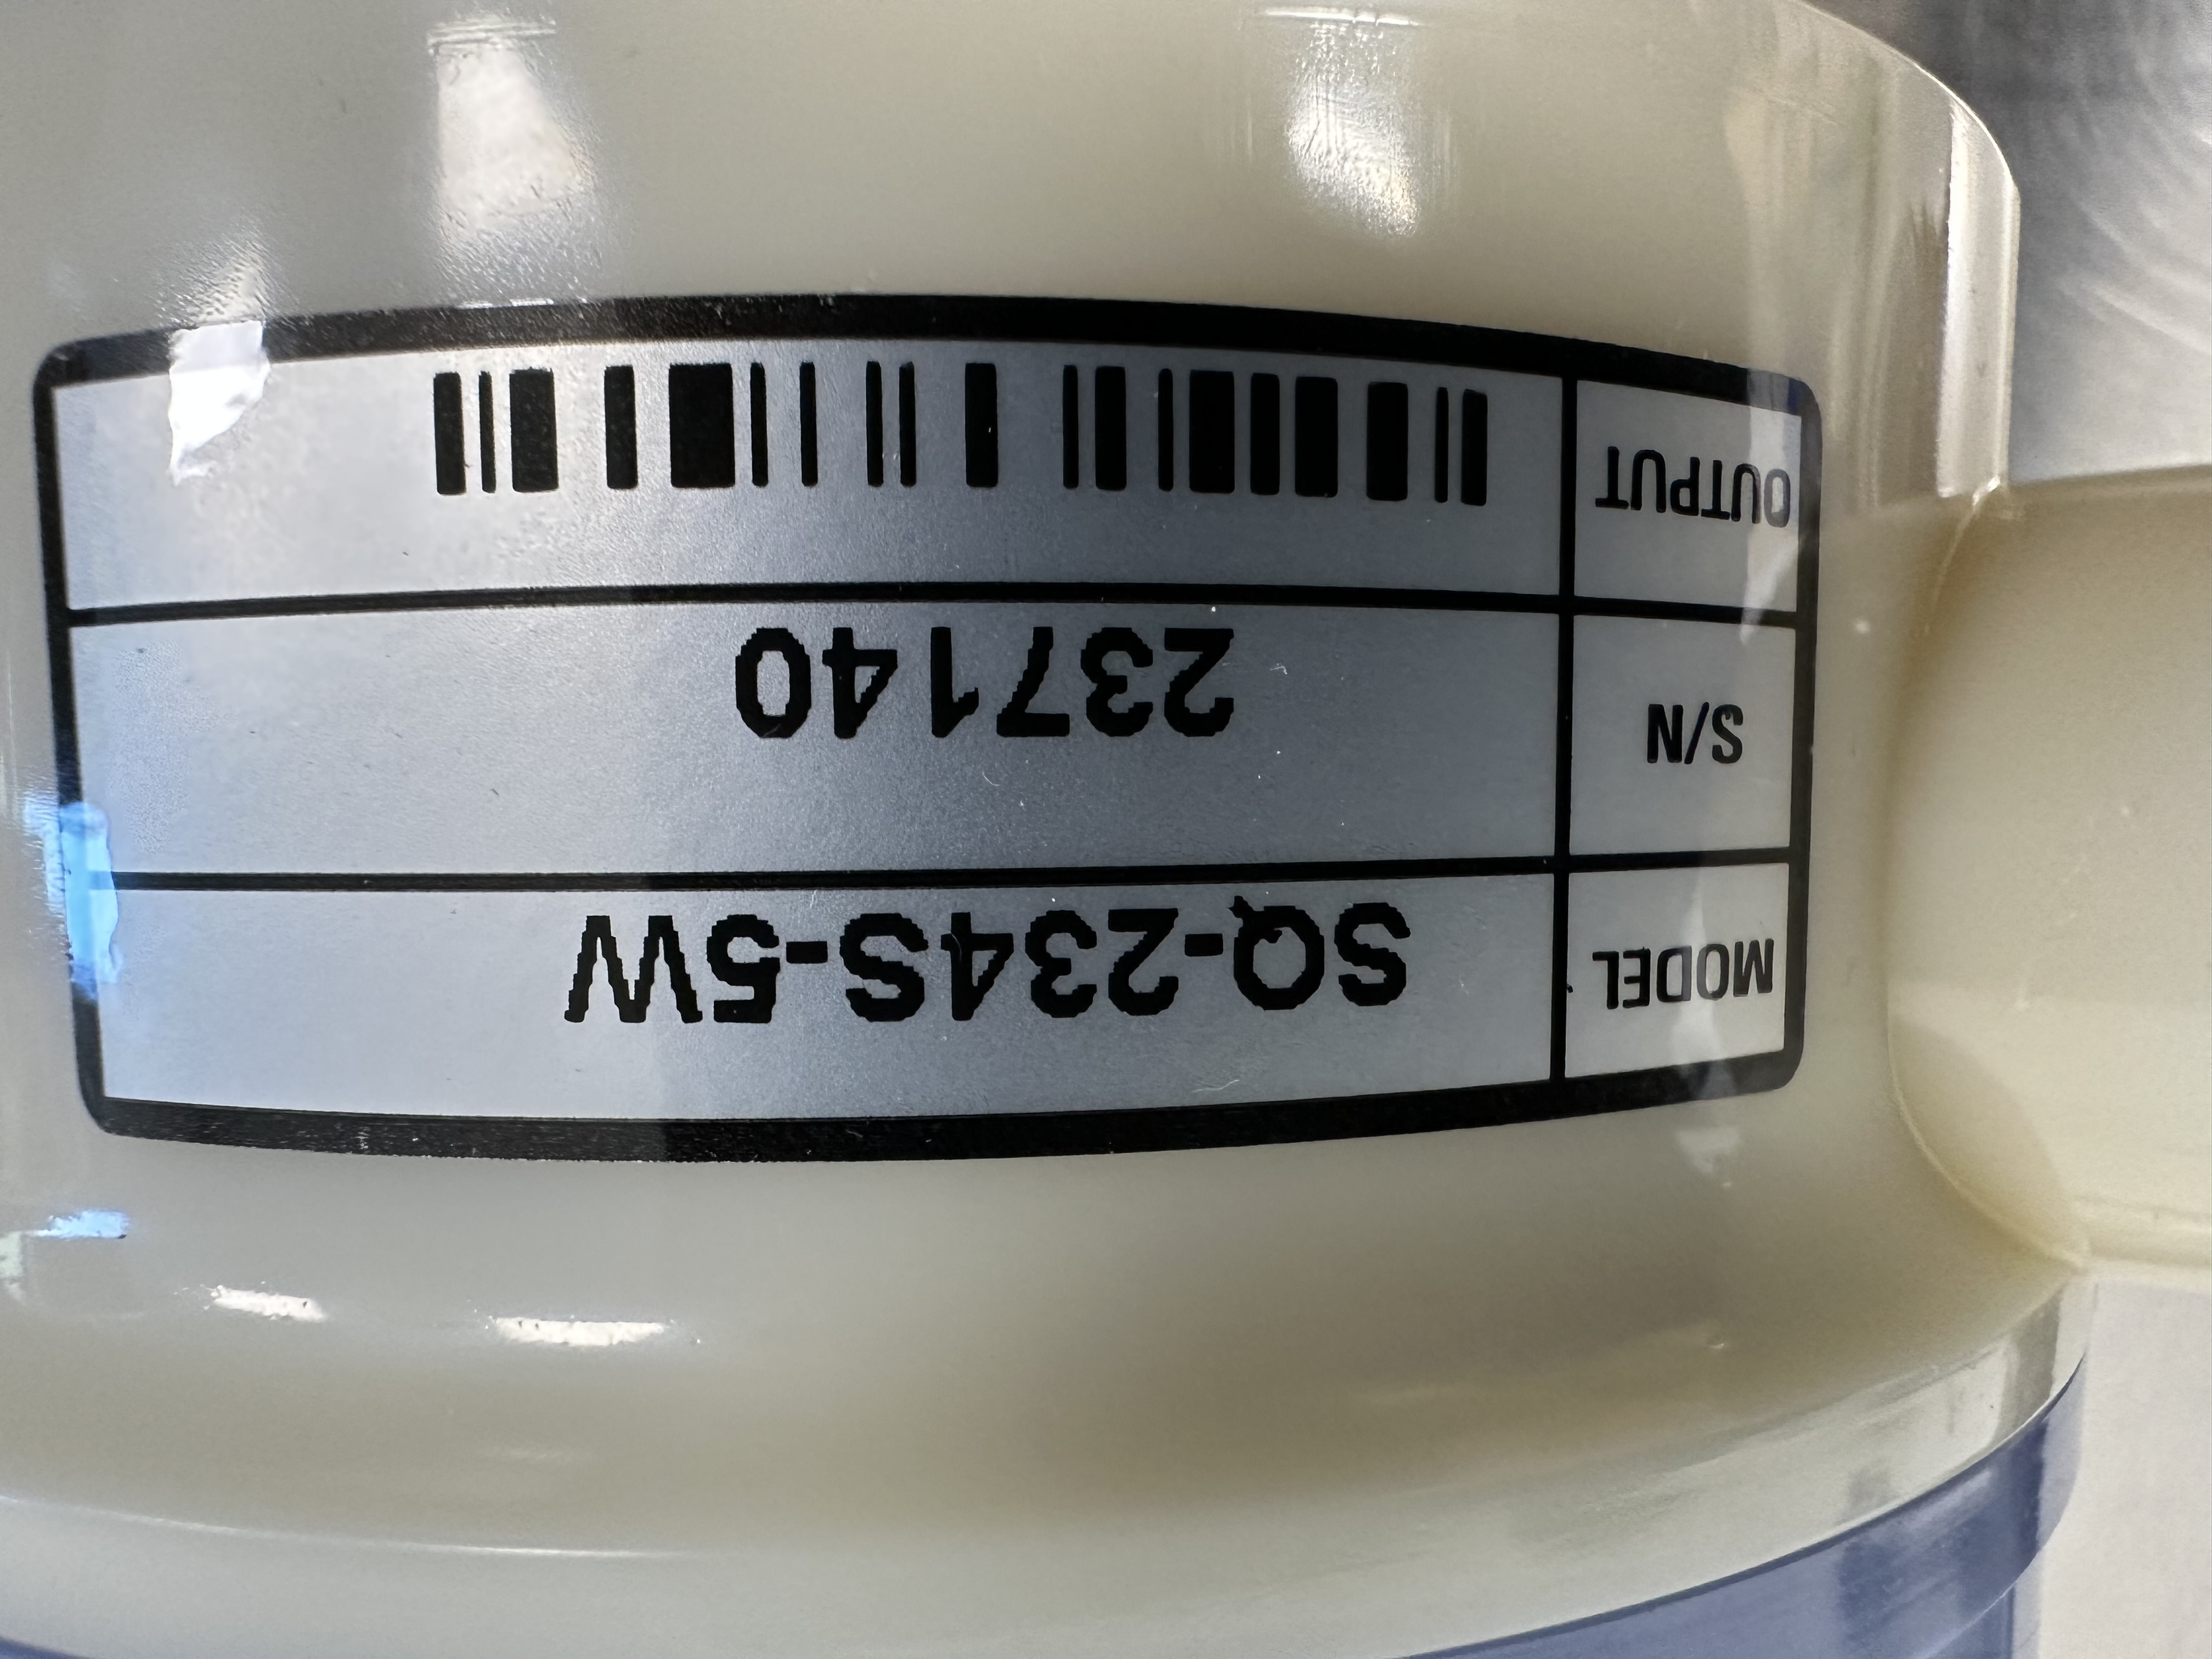 MODEL SQ-234S-5W
S/N 237140
OUTPUT